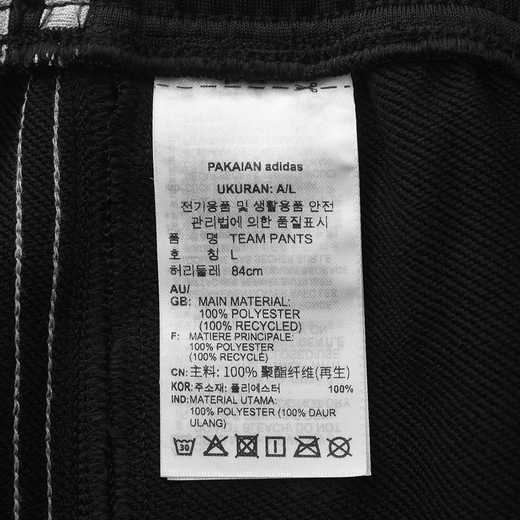 PAKAIAN adidas
UKURAN: A/L
전기용품 및 생활용품 안전
관리법에 의한 품질표시
품 명 TEAM PANTS
호 칭 L
허리둘레 84cm
AU/
GB: MAIN MATERIAL:
100% POLYESTER
(100% RECYCLED)
F: MATIERE PRINCIPALE:
100% POLYESTER
(100% RECYCLÉ)
CN: 主料: 100% 聚酯纤维(再生)
KOR: 주소재: 폴리에스터 100%
IND: MATERIAL UTAMA:
100% POLYESTER (100% DAUR
ULANG)
30